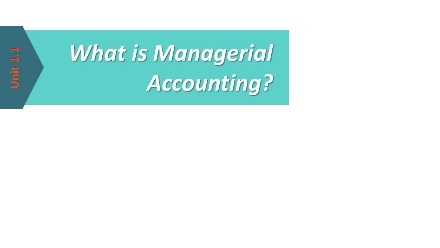 Unit 1.1
What is Managerial
Accounting?